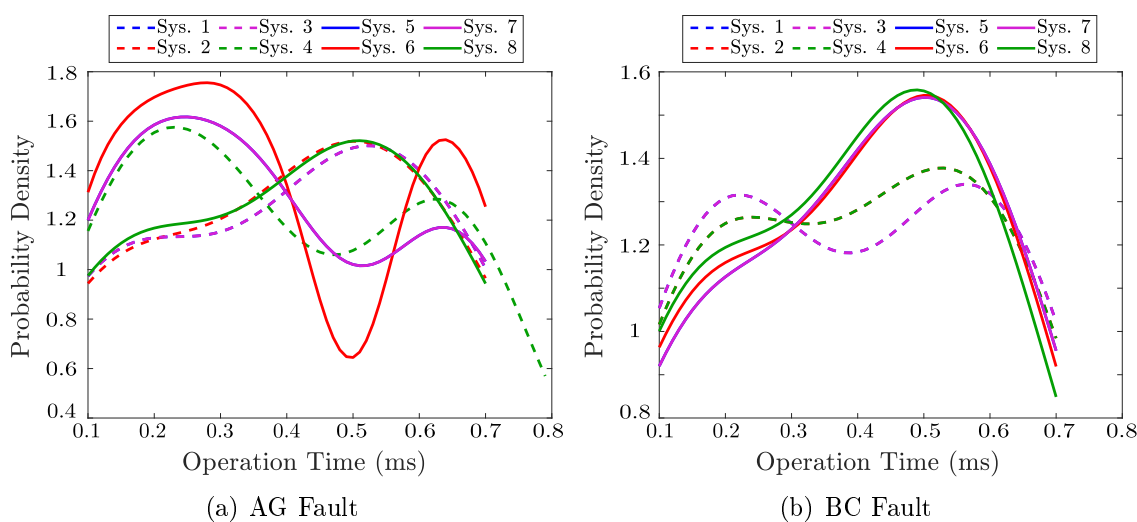 Sys. 1 Sys. 3 Sys. 5 Sys. 7
Sys. 2 Sys. 4 Sys. 6 Sys. 8
1.8
1.6
1.4
1.2
1
0.8
0.6
0.4
Probability Density
0.1 0.2 0.3 0.4 0.5 0.6 0.7 0.8
Operation Time (ms)
(a) AG Fault
Sys. 1 Sys. 3 Sys. 5 Sys. 7
Sys. 2 Sys. 4 Sys. 6 Sys. 8
1.6
1.4
1.2
1
0.8
Probability Density
0.1 0.2 0.3 0.4 0.5 0.6 0.7 0.8
Operation Time (ms)
(b) BC Fault